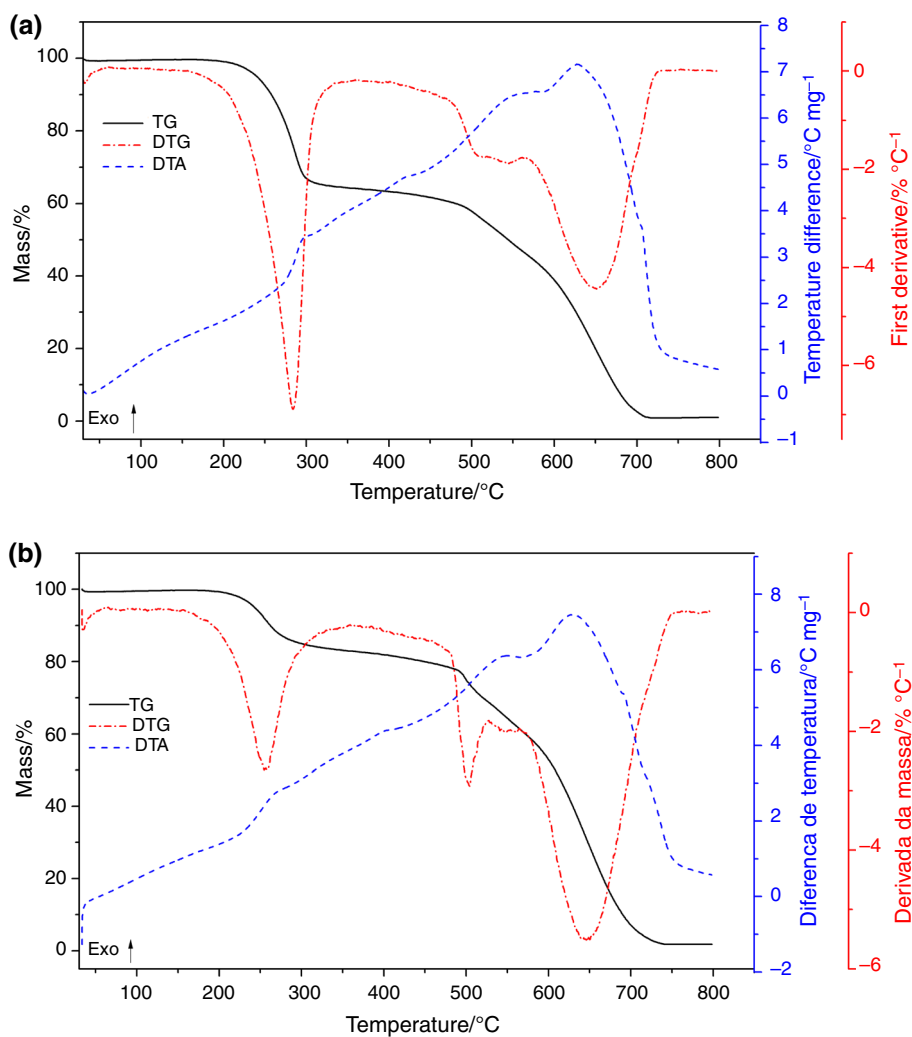 (a)
100
80
60
40
20
0
Mass/%
TG
DTG
DTA
Exo
100 200 300 400 500 600 700 800
Temperature/°C
8
7
6
5
4
3
2
1
0
−1
Temperature difference/°C mg⁻¹
0
−2
−4
−6
First derivative/% °C⁻¹
(b)
100
80
60
40
20
0
Mass/%
TG
DTG
DTA
Exo
100 200 300 400 500 600 700 800
Temperature/°C
8
6
4
2
0
−2
Diferenca de temperatura/°C mg⁻¹
0
−2
−4
−6
Derivada da massa/% °C⁻¹